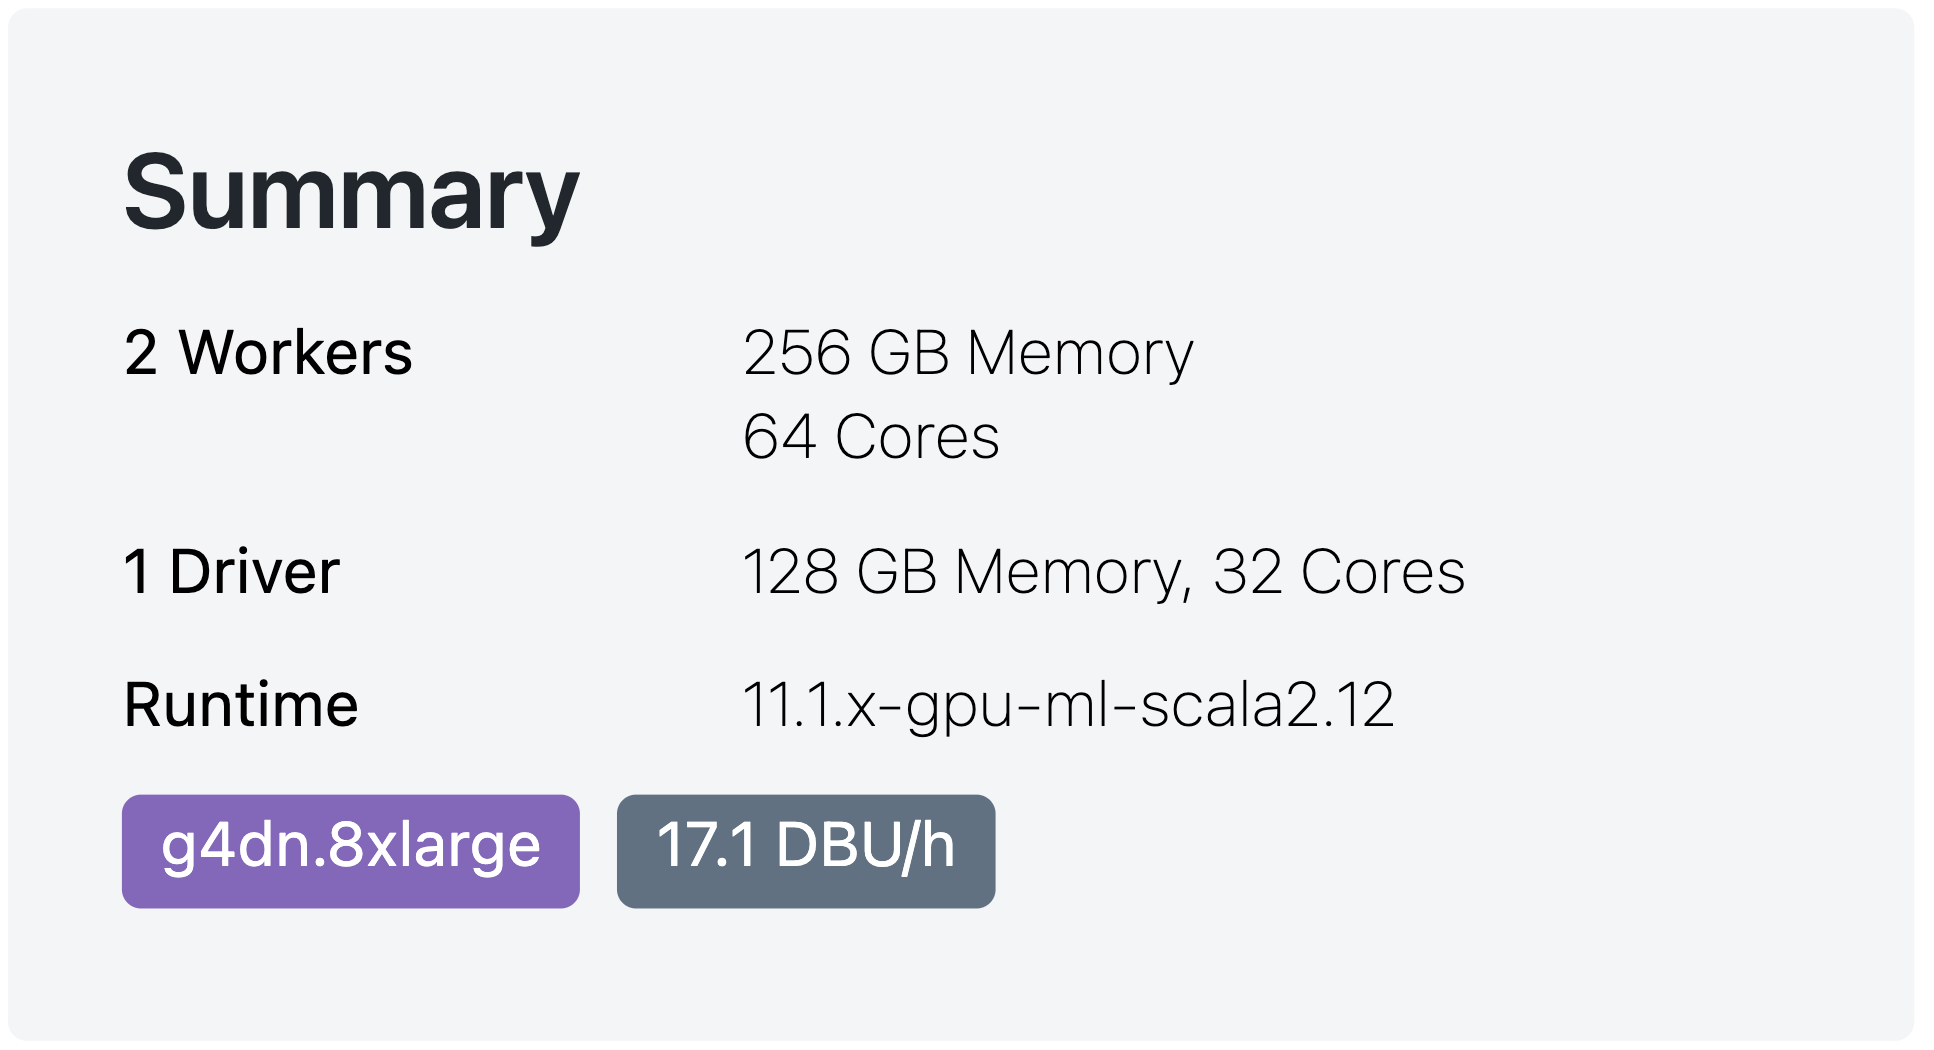 Summary
2 Workers 256 GB Memory
64 Cores
1 Driver 128 GB Memory, 32 Cores
Runtime 11.1.x-gpu-ml-scala2.12
g4dn.8xlarge 17.1 DBU/h